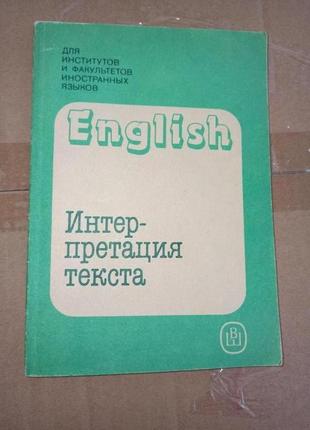 ДЛЯ
ИНСТИТУТОВ
И ФАКУЛЬТЕТОВ
ИНОСТРАННЫХ
ЯЗЫКОВ
English
Интер-
претация
текста
В
Ш